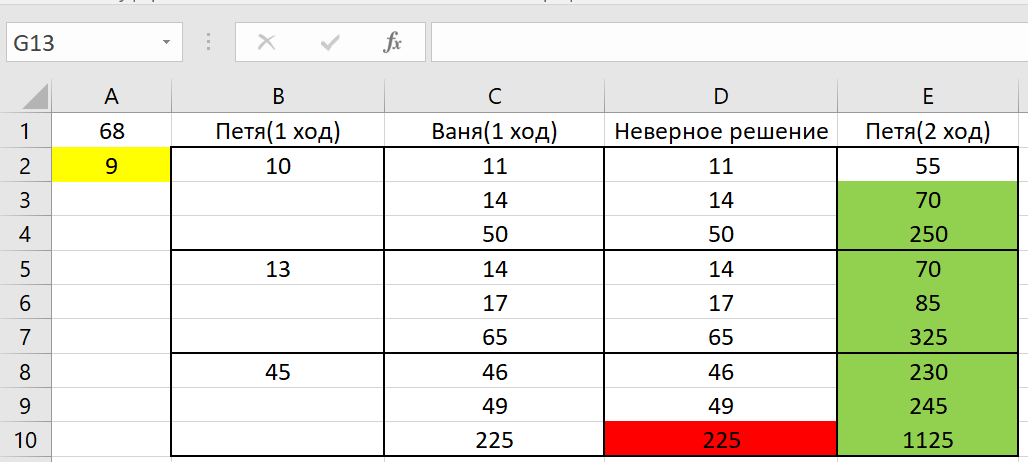 G13 fx
A B C D E
1 68 Петя(1 ход) Ваня(1 ход) Неверное решение Петя(2 ход)
2 9 10 11 11 55
3 14 14 70
4 50 50 250
5 13 14 14 70
6 17 17 85
7 65 65 325
8 45 46 46 230
9 49 49 245
10 225 225 1125